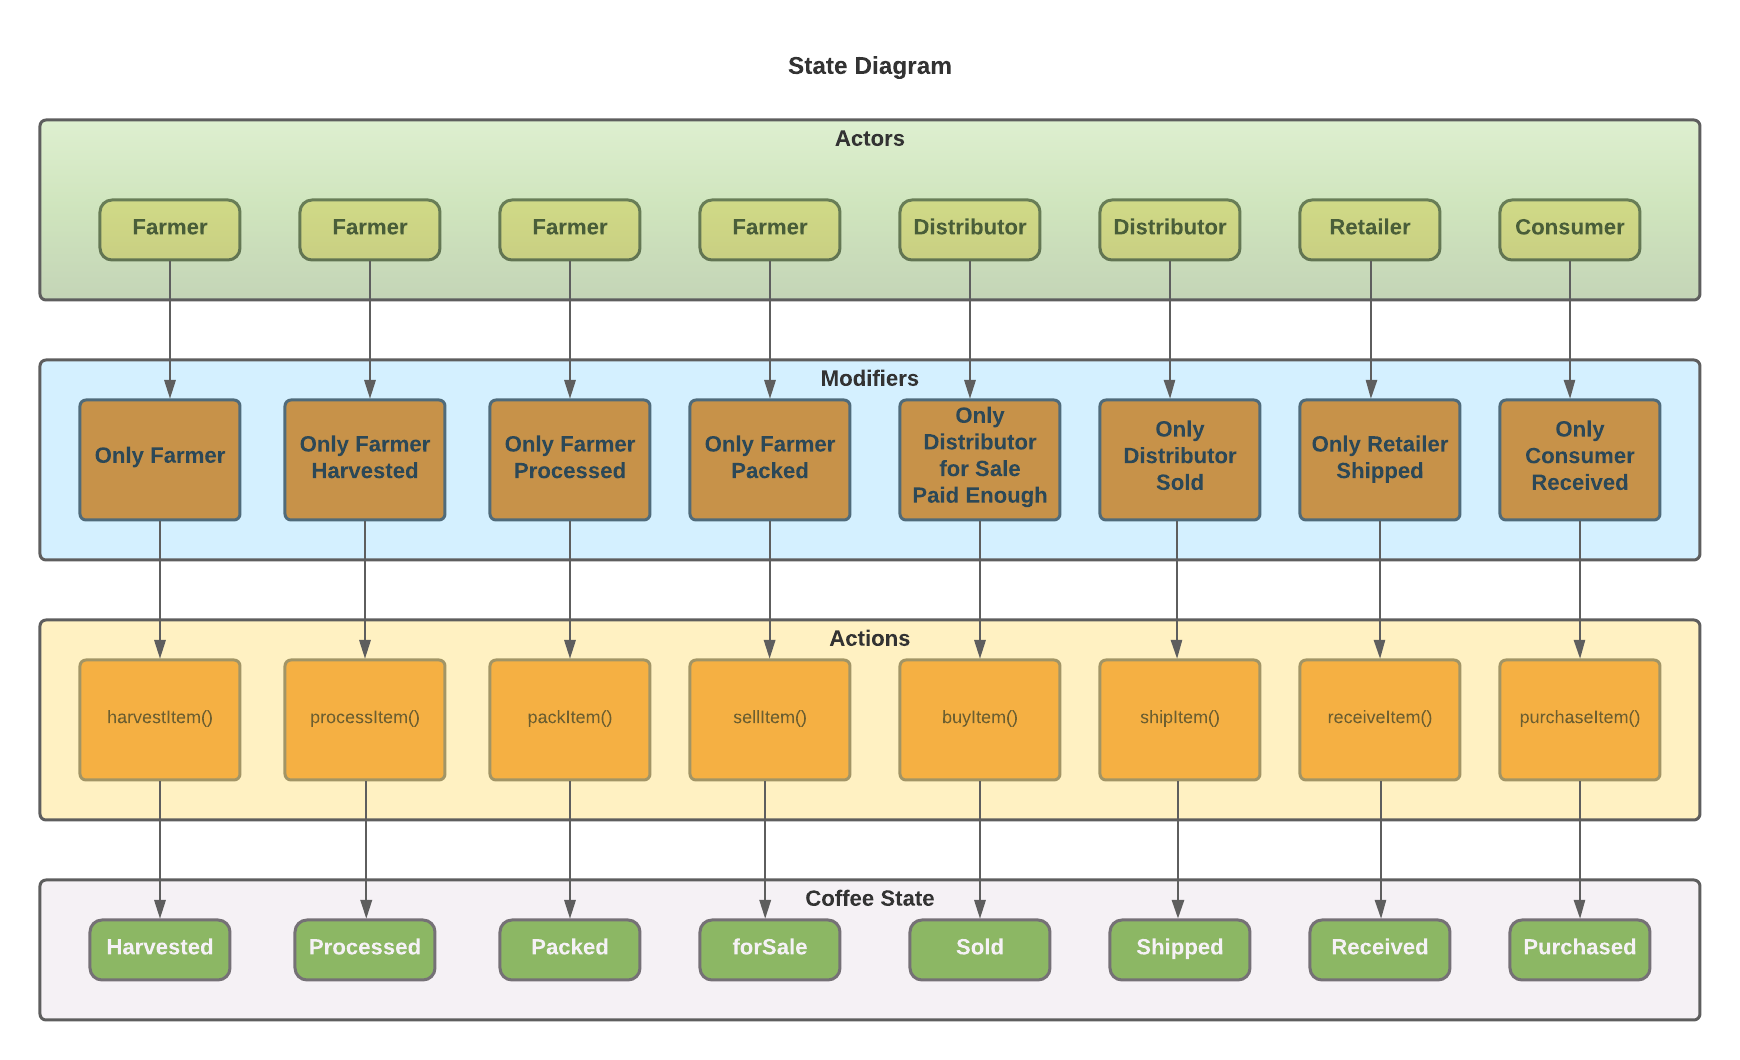 State Diagram
Actors
Farmer
Farmer
Farmer
Farmer
Distributor
Distributor
Retailer
Consumer
Modifiers
Only Farmer
Only Farmer
Harvested
Only Farmer
Processed
Only Farmer
Packed
Only
Distributor
for Sale
Paid Enough
Only
Distributor
Sold
Only Retailer
Shipped
Only
Consumer
Received
Actions
harvestItem()
processItem()
packItem()
sellItem()
buyItem()
shipItem()
receiveItem()
purchaseItem()
Coffee State
Harvested
Processed
Packed
forSale
Sold
Shipped
Received
Purchased